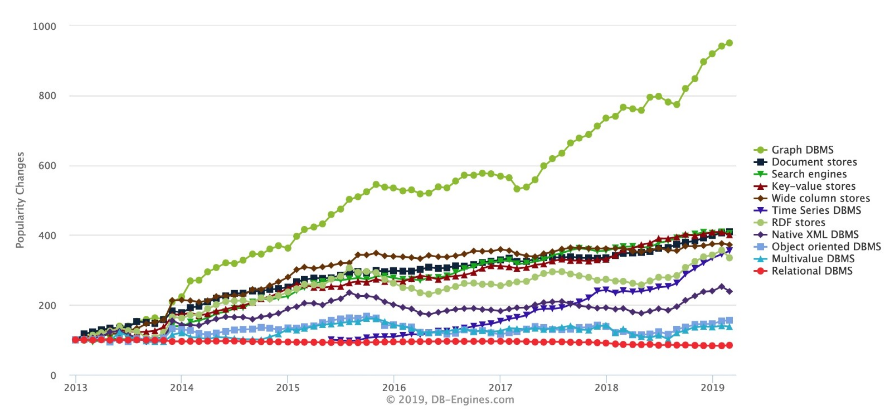 1000
800
600
400
200
0
Popularity Changes
2013
2014
2015
2016
2017
2018
2019
© 2019, DB-Engines.com
Graph DBMS
Document stores
Search engines
Key-value stores
Wide column stores
Time Series DBMS
RDF stores
Native XML DBMS
Object oriented DBMS
Multivalue DBMS
Relational DBMS